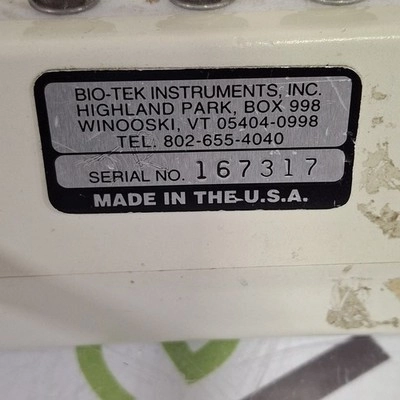 BIO-TEK INSTRUMENTS, INC.
HIGHLAND PARK, BOX 998
WINOOSKI, VT 05404-0998
TEL. 802-655-4040
SERIAL NO. 167317
MADE IN THE U.S.A.